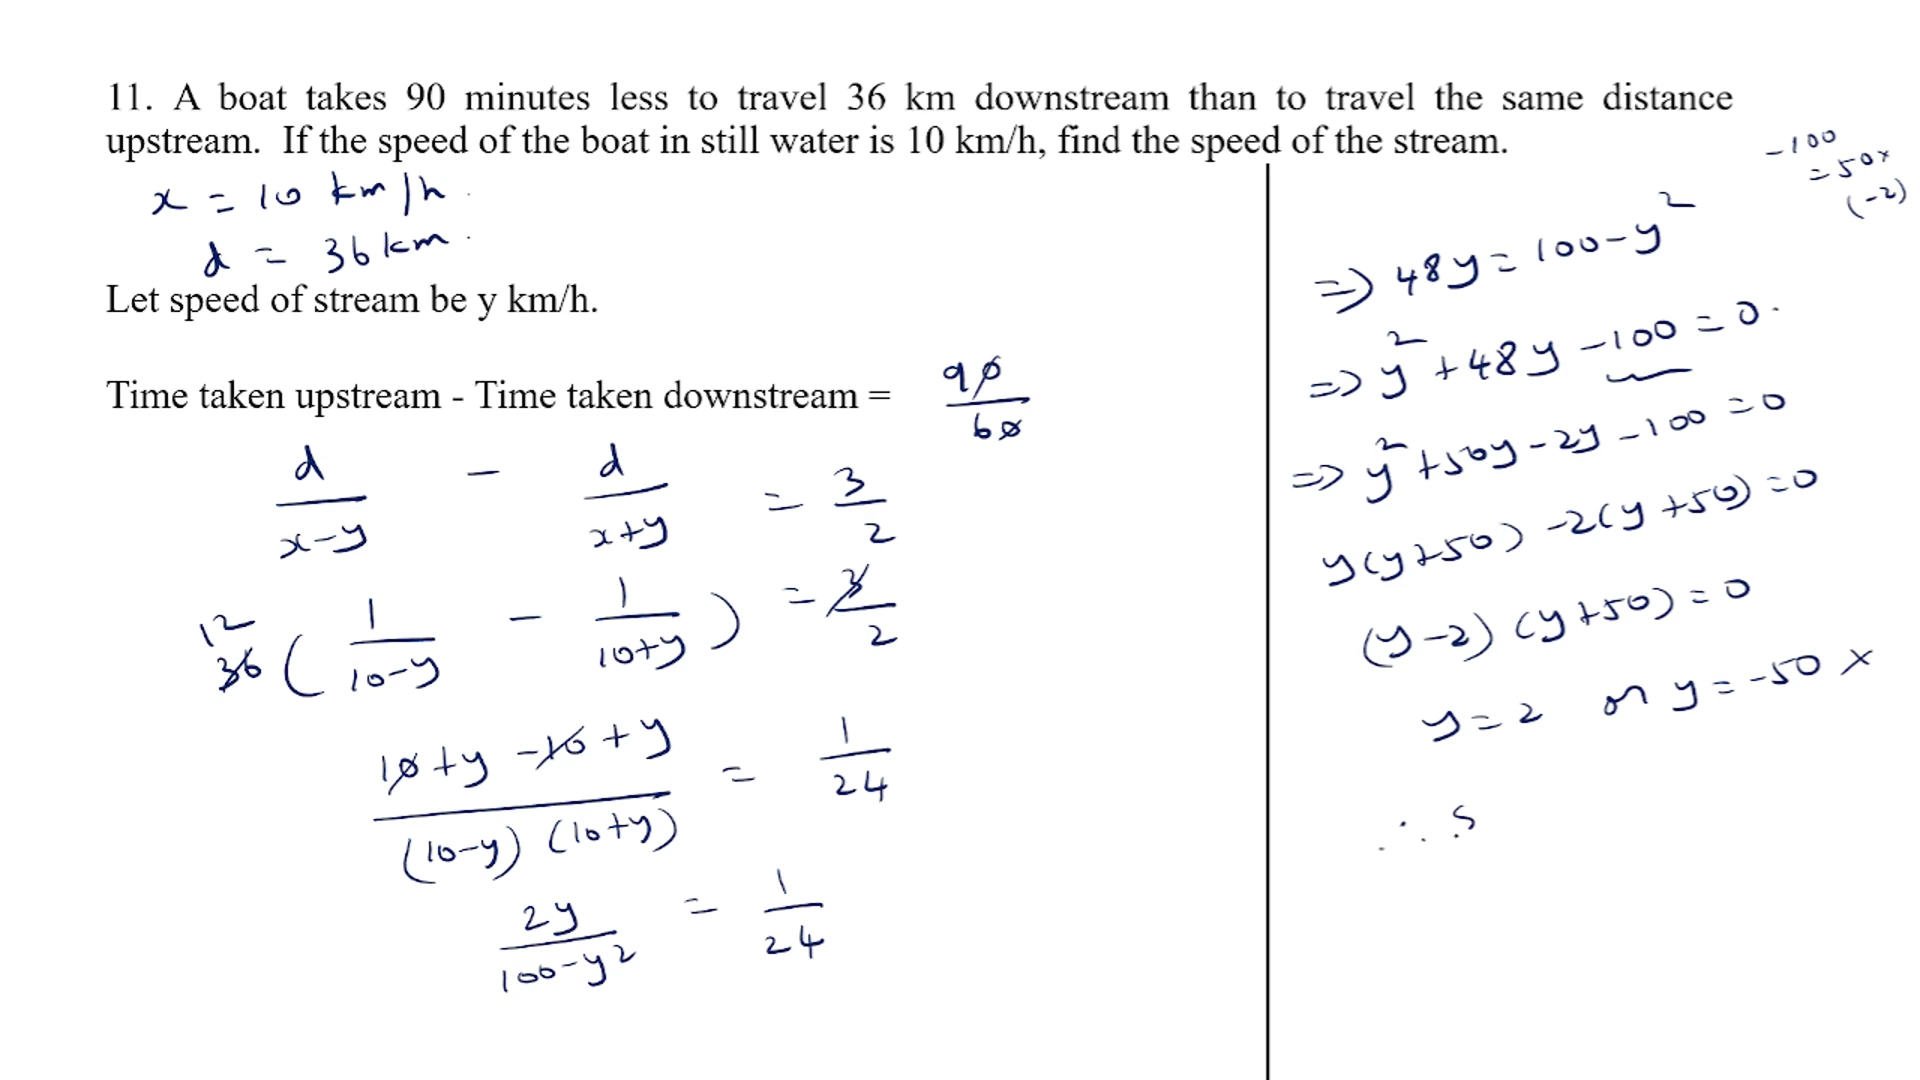 11. A boat takes 90 minutes less to travel 36 km downstream than to travel the same distance
upstream. If the speed of the boat in still water is 10 km/h, find the speed of the stream.
x = 10 km/h.
d = 36 km.
Let speed of stream be y km/h.
Time taken upstream - Time taken downstream = 90/60
d/(x-y) - d/(x+y) = 3/2
12
36 ( 1/(10-y) - 1/(10+y) ) = 3/2
(10+y-10+y)/((10-y)(10+y)) = 1/24
2y/(100-y²) = 1/24
-100
= 50x
(-2)
=> 48y = 100-y²
=> y² + 48y - 100 = 0.
=> y² + 50y - 2y - 100 = 0
y(y+50) - 2(y+50) = 0
(y-2) (y+50) = 0
y = 2 or y = -50 x
∴ S